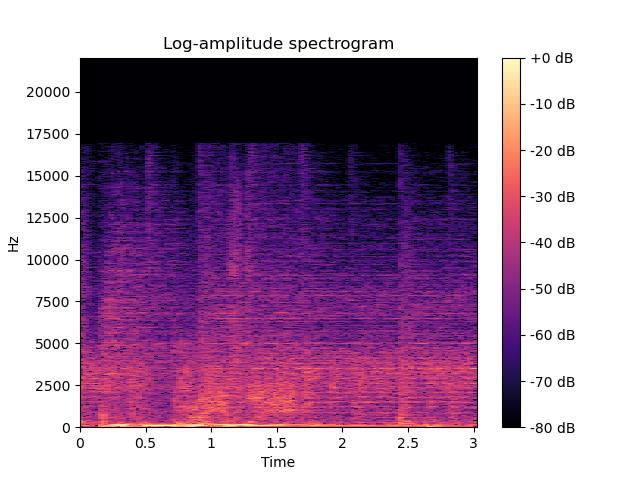 Log-amplitude spectrogram
Hz
20000
17500
15000
12500
10000
7500
5000
2500
0
0 0.5 1 1.5 2 2.5 3
Time
+0 dB
-10 dB
-20 dB
-30 dB
-40 dB
-50 dB
-60 dB
-70 dB
-80 dB